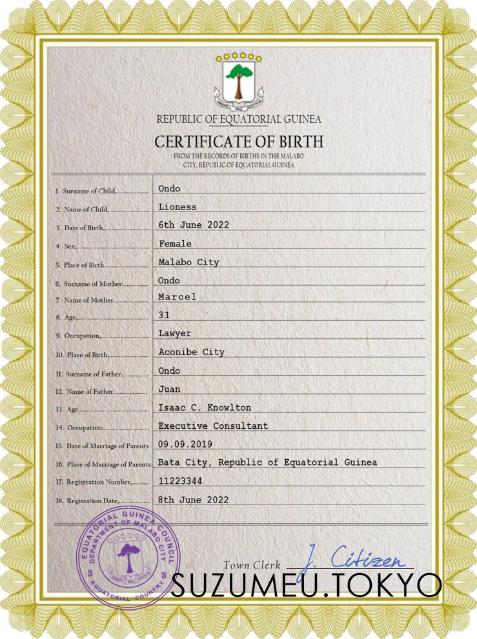 REPUBLIC OF EQUATORIAL GUINEA
CERTIFICATE OF BIRTH
FROM THE RECORDS OF BIRTHS IN THE MALABO
CITY, REPUBLIC OF EQUATORIAL GUINEA
1. Surname of Child, Ondo
2. Name of Child, Lioness
3. Date of Birth, 6th June 2022
4. Sex, Female
5. Place of Birth Malabo City
6. Surname of Mother Ondo
7. Name of Mother Marcel
8. Age, 31
9. Occupation, Lawyer
10. Place of Birth, Aconibe City
11. Surname of Father, Ondo
12. Name of Father Juan
13. Age Isaac C. Knowlton
14. Occupation, Executive Consultant
15. Date of Marriage of Parents 09.09.2019
16. Place of Marriage of Parents Bata City, Republic of Equatorial Guinea
17. Registration Number, 11223344
18. Registration Date, 8th June 2022
EQUATORIAL GUINEA COUNCIL
DEPARTMENT OF MALABO CITY
EQUATORIAL COUNTRY
Town Clerk J. Citizen
SUZUMEU.TOKYO